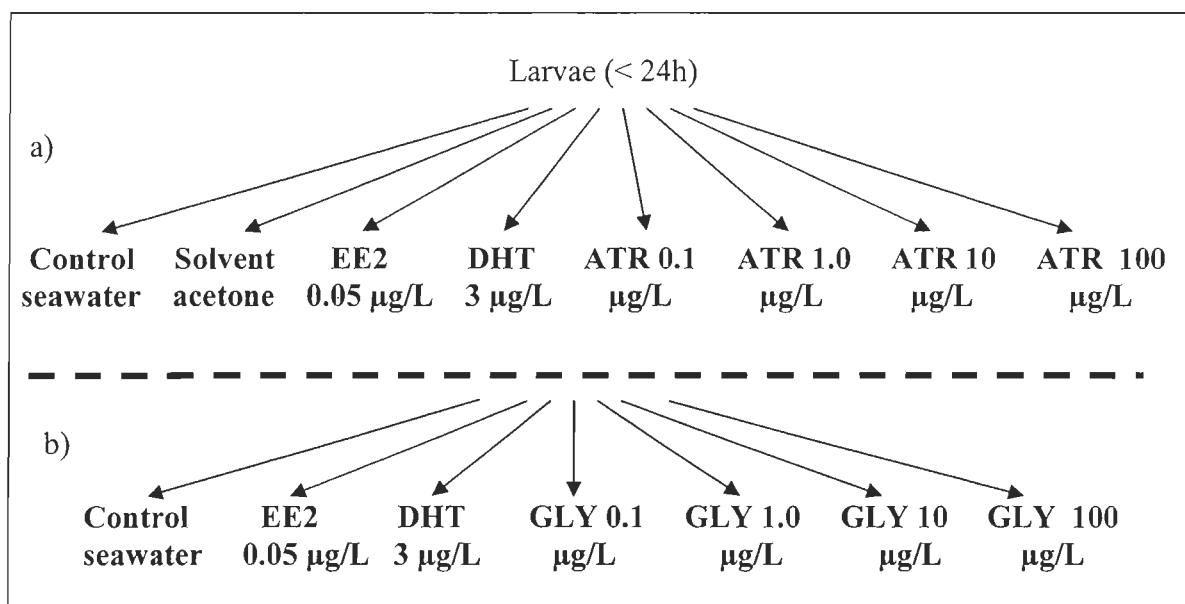 Larvae (< 24h)
a)
Control Solvent EE2 DHT ATR 0.1 ATR 1.0 ATR 10 ATR 100
seawater acetone 0.05 µg/L 3 µg/L µg/L µg/L µg/L µg/L
b)
Control EE2 DHT GLY 0.1 GLY 1.0 GLY 10 GLY 100
seawater 0.05 µg/L 3 µg/L µg/L µg/L µg/L µg/L